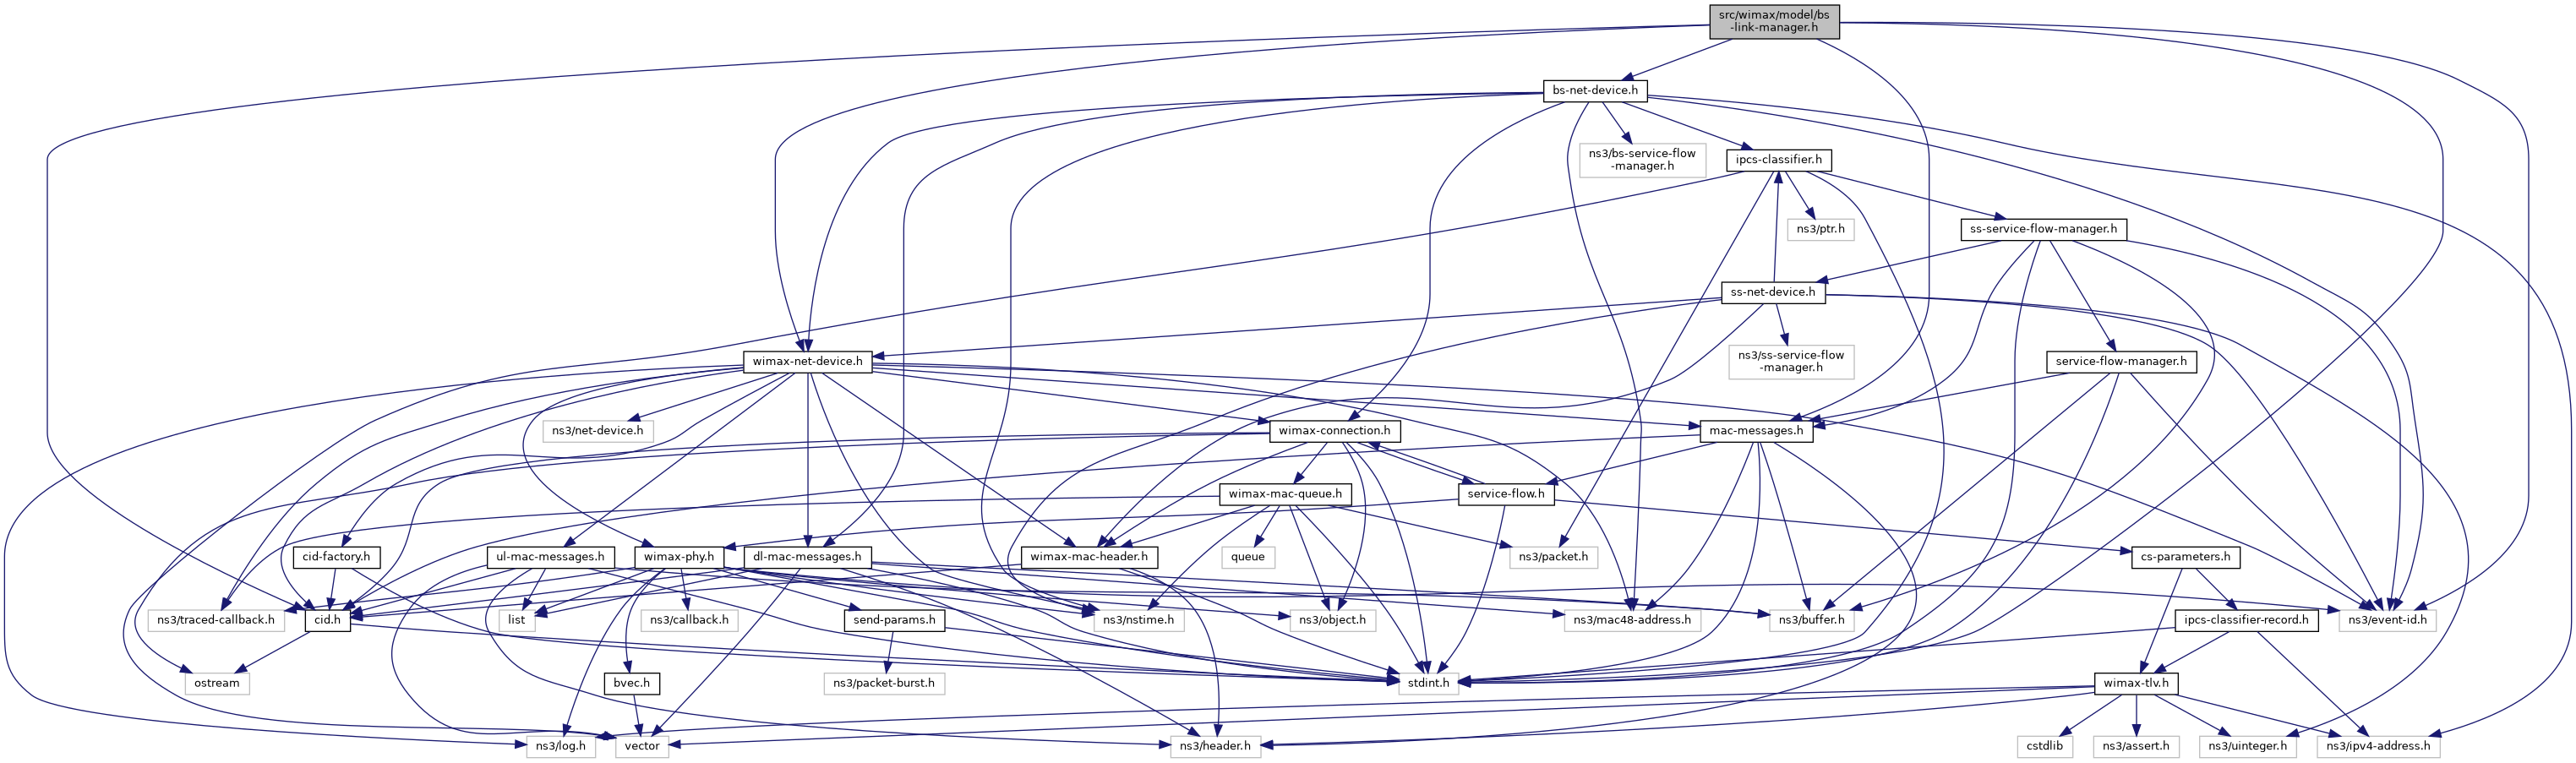 src/wimax/model/bs
-link-manager.h
bs-net-device.h
ns3/bs-service-flow
-manager.h
ipcs-classifier.h
ns3/ptr.h
ss-service-flow-manager.h
ss-net-device.h
wimax-net-device.h
ns3/ss-service-flow
-manager.h
service-flow-manager.h
ns3/net-device.h
wimax-connection.h
mac-messages.h
wimax-mac-queue.h
service-flow.h
cid-factory.h
ul-mac-messages.h
wimax-phy.h
dl-mac-messages.h
wimax-mac-header.h
queue
ns3/packet.h
cs-parameters.h
ns3/traced-callback.h
cid.h
list
ns3/callback.h
send-params.h
ns3/nstime.h
ns3/object.h
ns3/mac48-address.h
ns3/buffer.h
ipcs-classifier-record.h
ns3/event-id.h
ostream
bvec.h
ns3/packet-burst.h
stdint.h
wimax-tlv.h
ns3/log.h
vector
ns3/header.h
cstdlib
ns3/assert.h
ns3/uinteger.h
ns3/ipv4-address.h